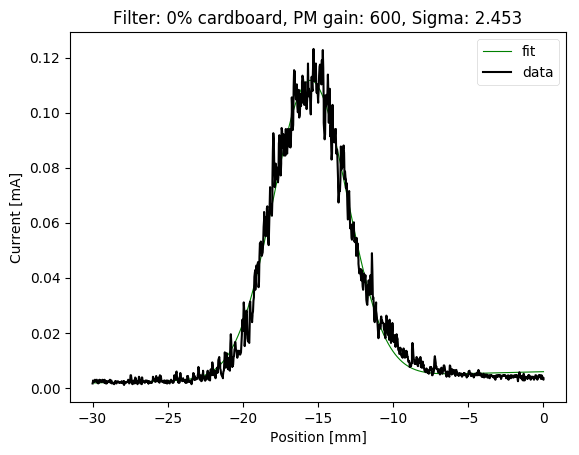 Filter: 0% cardboard, PM gain: 600, Sigma: 2.453
fit
data
0.12
0.10
0.08
0.06
0.04
0.02
0.00
Current [mA]
−30 −25 −20 −15 −10 −5 0
Position [mm]